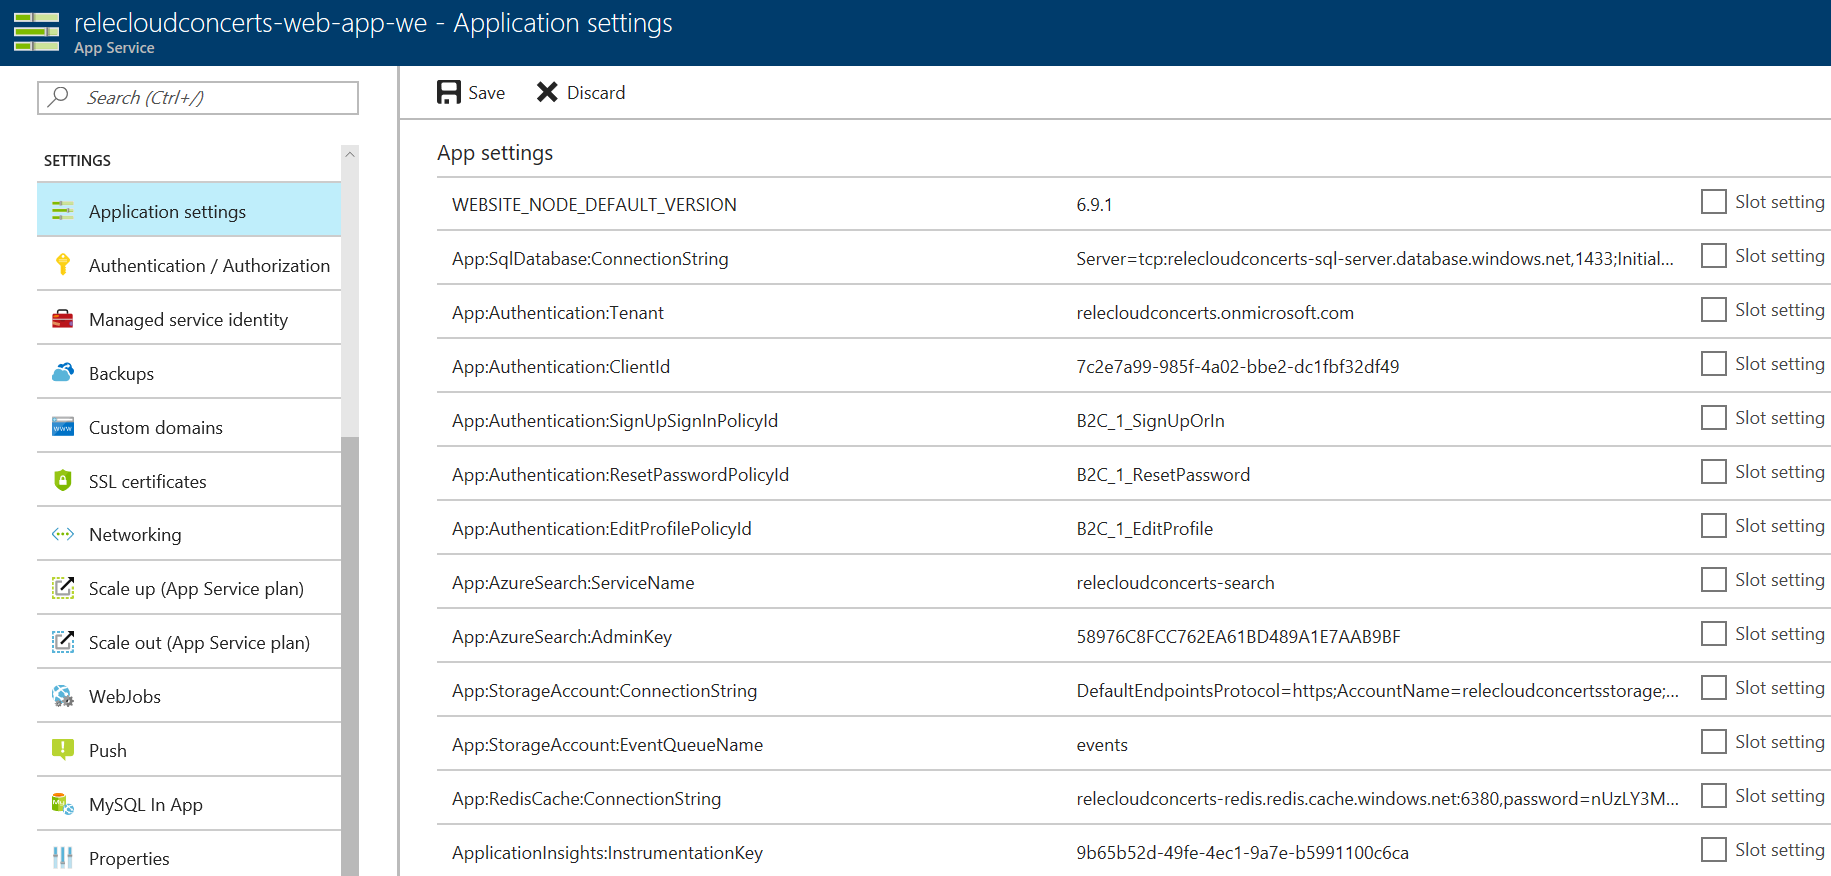 relecloudconcerts-web-app-we - Application settings
App Service
Search (Ctrl+/)
SETTINGS
Application settings
Authentication / Authorization
Managed service identity
Backups
Custom domains
SSL certificates
Networking
Scale up (App Service plan)
Scale out (App Service plan)
WebJobs
Push
MySQL In App
Properties
Save Discard
App settings
WEBSITE_NODE_DEFAULT_VERSION 6.9.1 Slot setting
App:SqlDatabase:ConnectionString Server=tcp:relecloudconcerts-sql-server.database.windows.net,1433;Initial... Slot setting
App:Authentication:Tenant relecloudconcerts.onmicrosoft.com Slot setting
App:Authentication:ClientId 7c2e7a99-985f-4a02-bbe2-dc1fbf32df49 Slot setting
App:Authentication:SignUpSignInPolicyId B2C_1_SignUpOrIn Slot setting
App:Authentication:ResetPasswordPolicyId B2C_1_ResetPassword Slot setting
App:Authentication:EditProfilePolicyId B2C_1_EditProfile Slot setting
App:AzureSearch:ServiceName relecloudconcerts-search Slot setting
App:AzureSearch:AdminKey 58976C8FCC762EA61BD489A1E7AAB9BF Slot setting
App:StorageAccount:ConnectionString DefaultEndpointsProtocol=https;AccountName=relecloudconcertsstorage;... Slot setting
App:StorageAccount:EventQueueName events Slot setting
App:RedisCache:ConnectionString relecloudconcerts-redis.redis.cache.windows.net:6380,password=nUzLY3M... Slot setting
ApplicationInsights:InstrumentationKey 9b65b52d-49fe-4ec1-9a7e-b5991100c6ca Slot setting